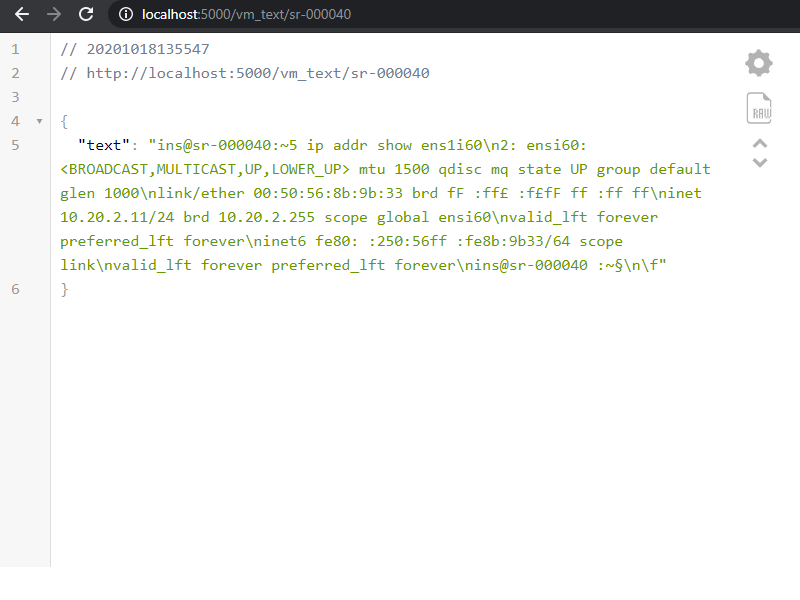 localhost:5000/vm_text/sr-000040
1 // 20201018135547
2 // http://localhost:5000/vm_text/sr-000040
3
4 {
5 "text": "ins@sr-000040:~5 ip addr show ens1i60\n2: ensi60:
<BROADCAST,MULTICAST,UP,LOWER_UP> mtu 1500 qdisc mq state UP group default
glen 1000\nlink/ether 00:50:56:8b:9b:33 brd fF :ff£ :f£fF ff :ff ff\ninet
10.20.2.11/24 brd 10.20.2.255 scope global ensi60\nvalid_lft forever
preferred_lft forever\ninet6 fe80: :250:56ff :fe8b:9b33/64 scope
link\nvalid_lft forever preferred_lft forever\nins@sr-000040 :~§\n\f"
6 }
RAW